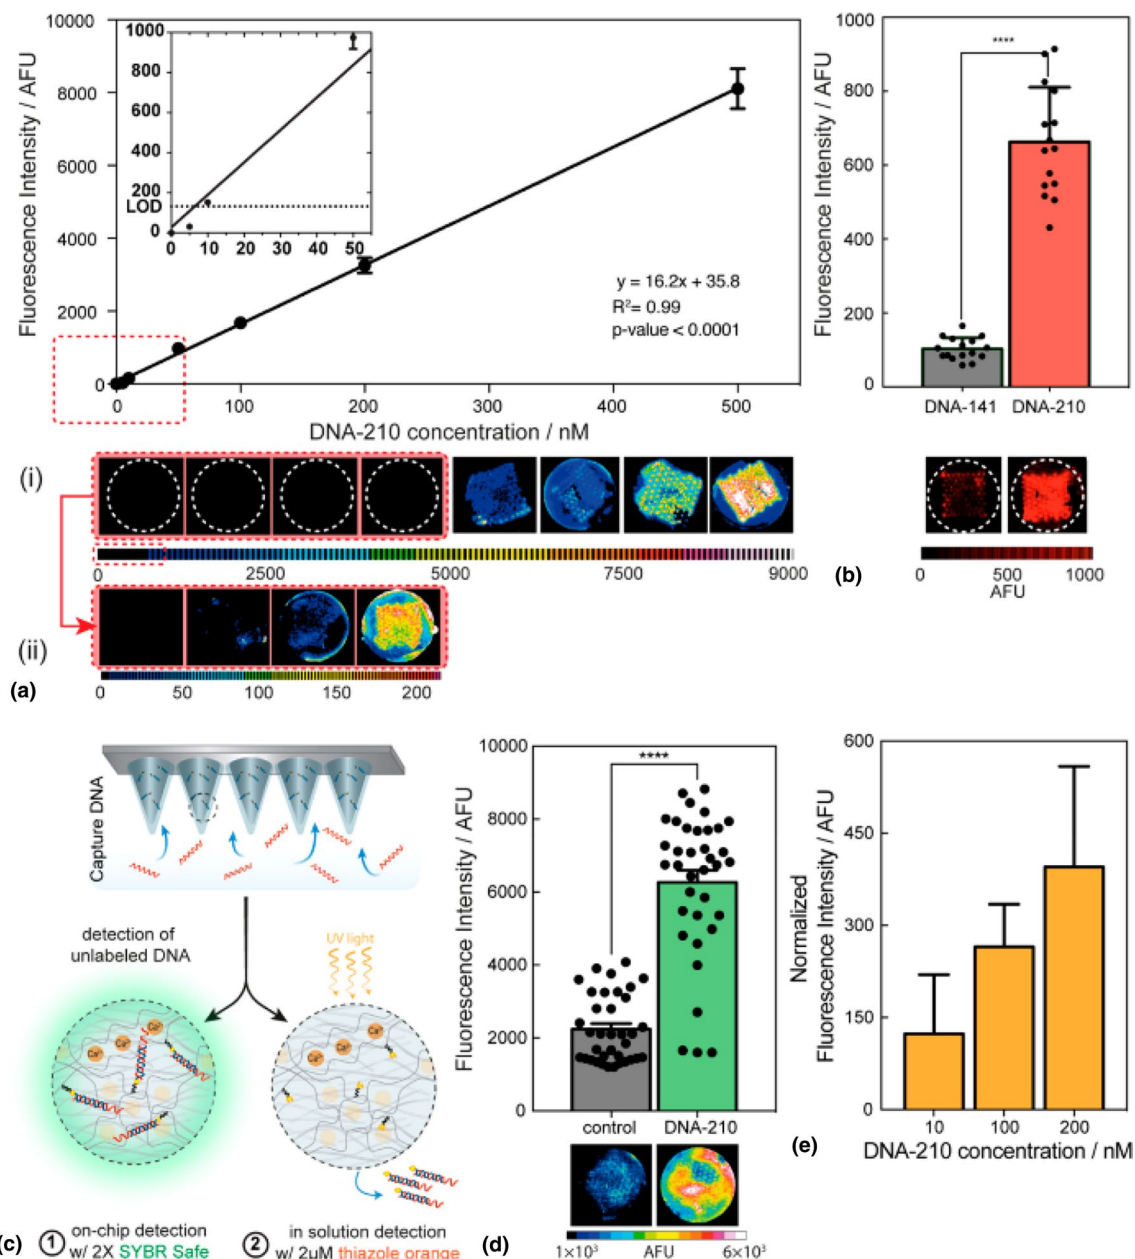 10000
8000
6000
4000
2000
0
Fluorescence Intensity / AFU
1000
800
600
400
200
LOD
0
0 10 20 30 40 50
y = 16.2x + 35.8
R²= 0.99
p-value < 0.0001
0 100 200 300 400 500
DNA-210 concentration / nM
1000
800
600
400
200
0
Fluorescence Intensity / AFU
****
DNA-141 DNA-210
(i)
0 2500 5000 7500 9000
(ii)
(a) 0 50 100 150 200
(b) 0 500 1000
AFU
Capture DNA
detection of
unlabeled DNA
UV light
Ca²⁺
Ca²⁺
Ca²⁺
Ca²⁺
Ca²⁺
Ca²⁺
(c) 1 on-chip detection
w/ 2X SYBR Safe
2 in solution detection
w/ 2µM thiazole orange
10000
8000
6000
4000
2000
0
Fluorescence Intensity / AFU
****
control DNA-210
(d) 1×10³ AFU 6×10³
600
450
300
150
0
Normalized
Fluorescence Intensity / AFU
10 100 200
(e) DNA-210 concentration / nM